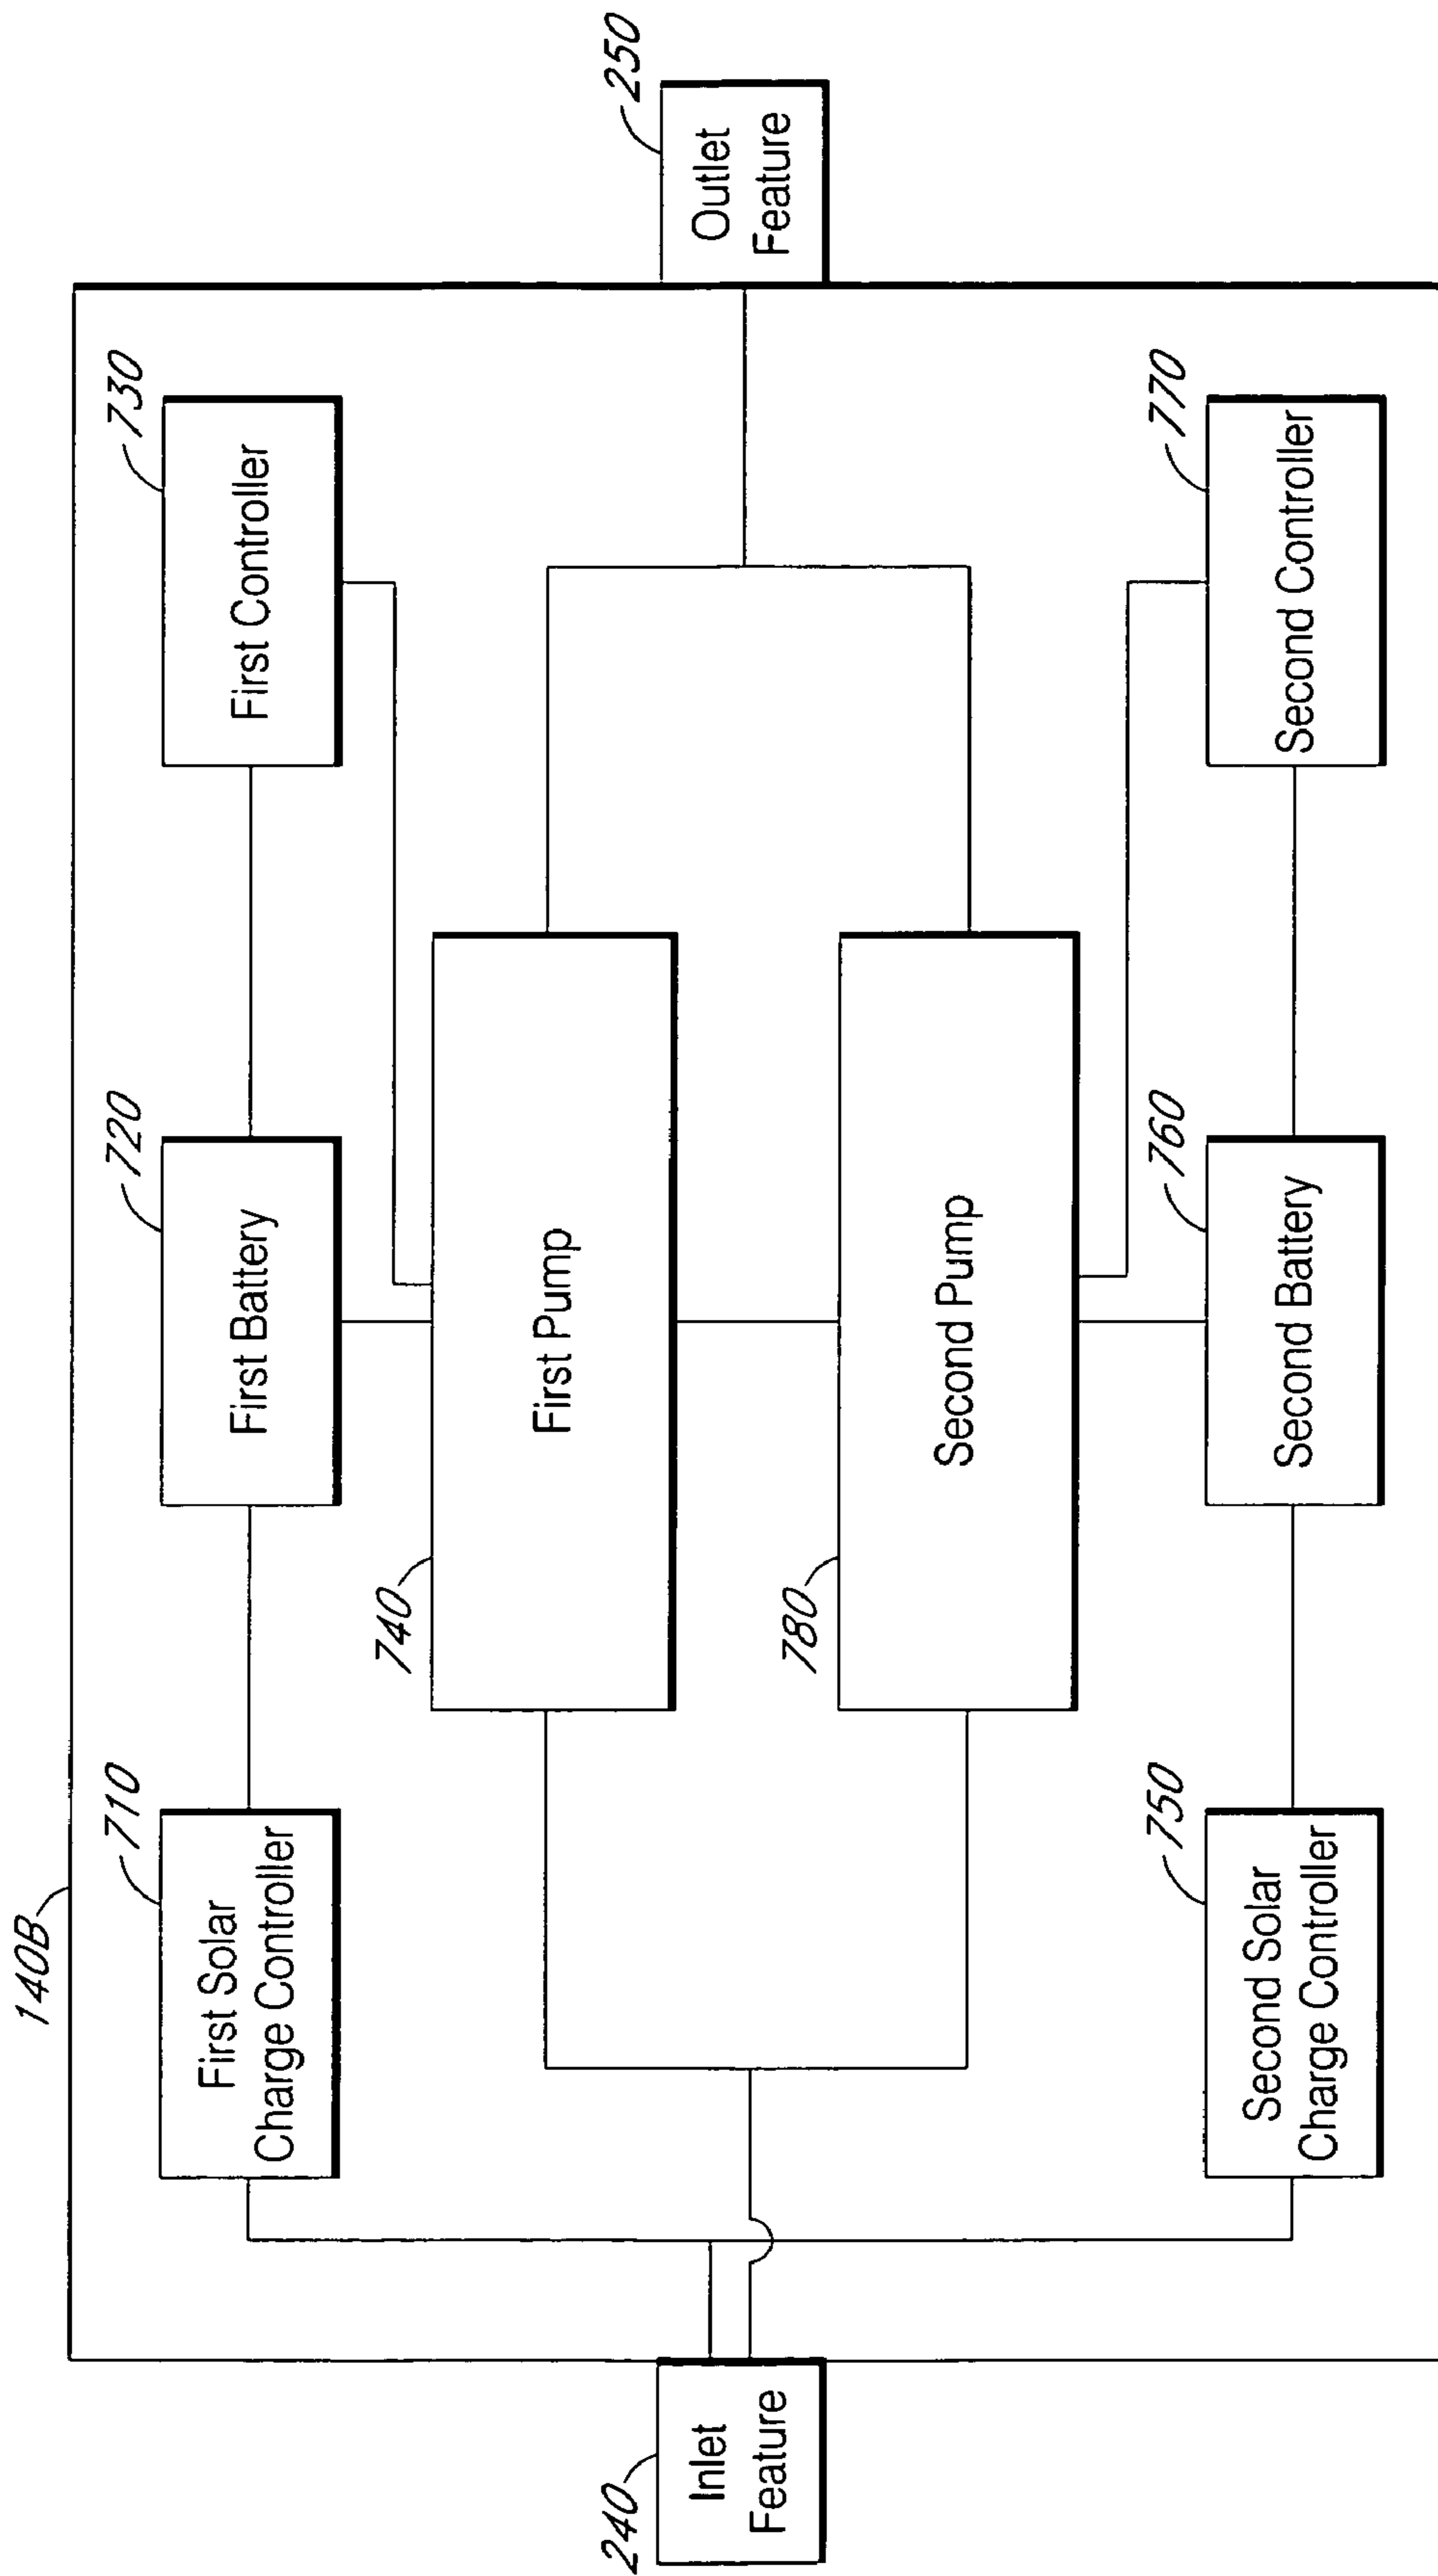 140B
710
First Solar
Charge Controller
720
First Battery
730
First Controller
740
First Pump
240
Inlet
Feature
250
Outlet
Feature
780
Second Pump
750
Second Solar
Charge Controller
760
Second Battery
770
Second Controller